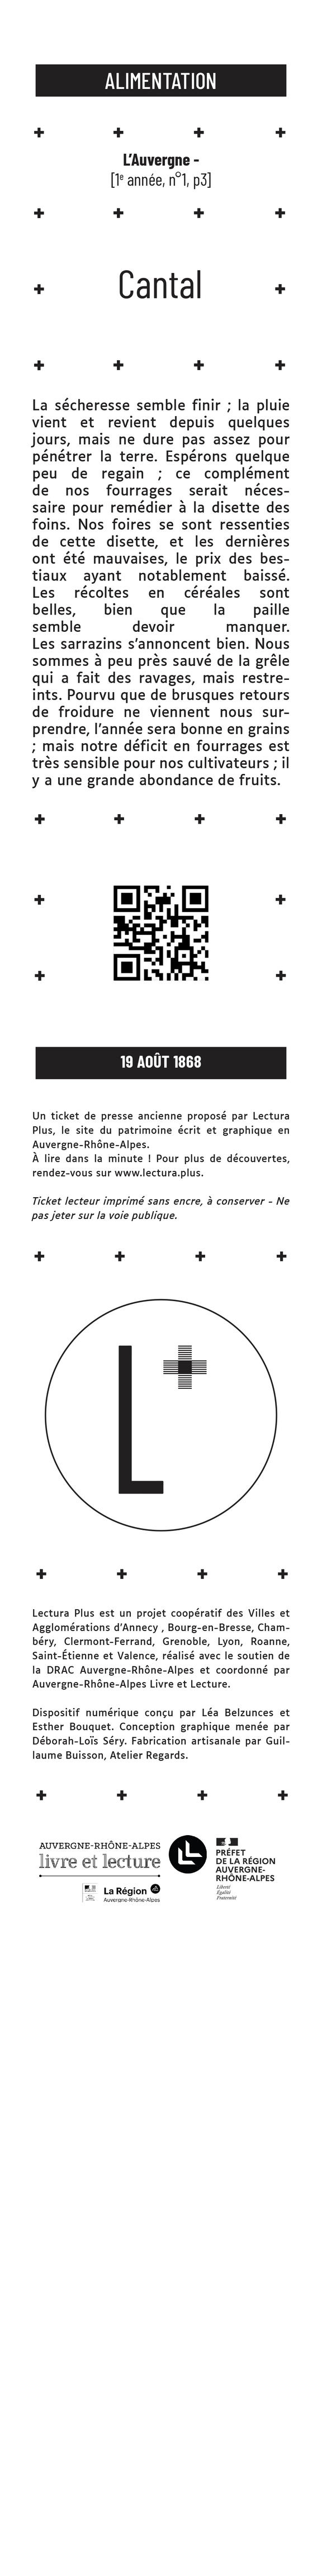 ALIMENTATION
L'Auvergne -
[1e année, n°1, p3]
Cantal
La sécheresse semble finir ; la pluie
vient et revient depuis quelques
jours, mais ne dure pas assez pour
pénétrer la terre. Espérons quelque
peu de regain ; ce complément
de nos fourrages serait néces-
saire pour remédier à la disette des
foins. Nos foires se sont ressenties
de cette disette, et les dernières
ont été mauvaises, le prix des bes-
tiaux ayant notablement baissé.
Les récoltes en céréales sont
belles, bien que la paille
semble devoir manquer.
Les sarrazins s'annoncent bien. Nous
sommes à peu près sauvé de la grêle
qui a fait des ravages, mais restre-
ints. Pourvu que de brusques retours
de froidure ne viennent nous sur-
prendre, l'année sera bonne en grains
; mais notre déficit en fourrages est
très sensible pour nos cultivateurs ; il
y a une grande abondance de fruits.
19 AOÛT 1868
Un ticket de presse ancienne proposé par Lectura
Plus, le site du patrimoine écrit et graphique en
Auvergne-Rhône-Alpes.
À lire dans la minute ! Pour plus de découvertes,
rendez-vous sur www.lectura.plus.
Ticket lecteur imprimé sans encre, à conserver - Ne
pas jeter sur la voie publique.
L+
Lectura Plus est un projet coopératif des Villes et
Agglomérations d'Annecy , Bourg-en-Bresse, Cham-
béry, Clermont-Ferrand, Grenoble, Lyon, Roanne,
Saint-Étienne et Valence, réalisé avec le soutien de
la DRAC Auvergne-Rhône-Alpes et coordonné par
Auvergne-Rhône-Alpes Livre et Lecture.
Dispositif numérique conçu par Léa Belzunces et
Esther Bouquet. Conception graphique menée par
Déborah-Loïs Séry. Fabrication artisanale par Guil-
laume Buisson, Atelier Regards.
AUVERGNE-RHÔNE-ALPES
livre et lecture
La Région
Auvergne-Rhône-Alpes
PRÉFET
DE LA RÉGION
AUVERGNE-
RHÔNE-ALPES
Liberté
Égalité
Fraternité